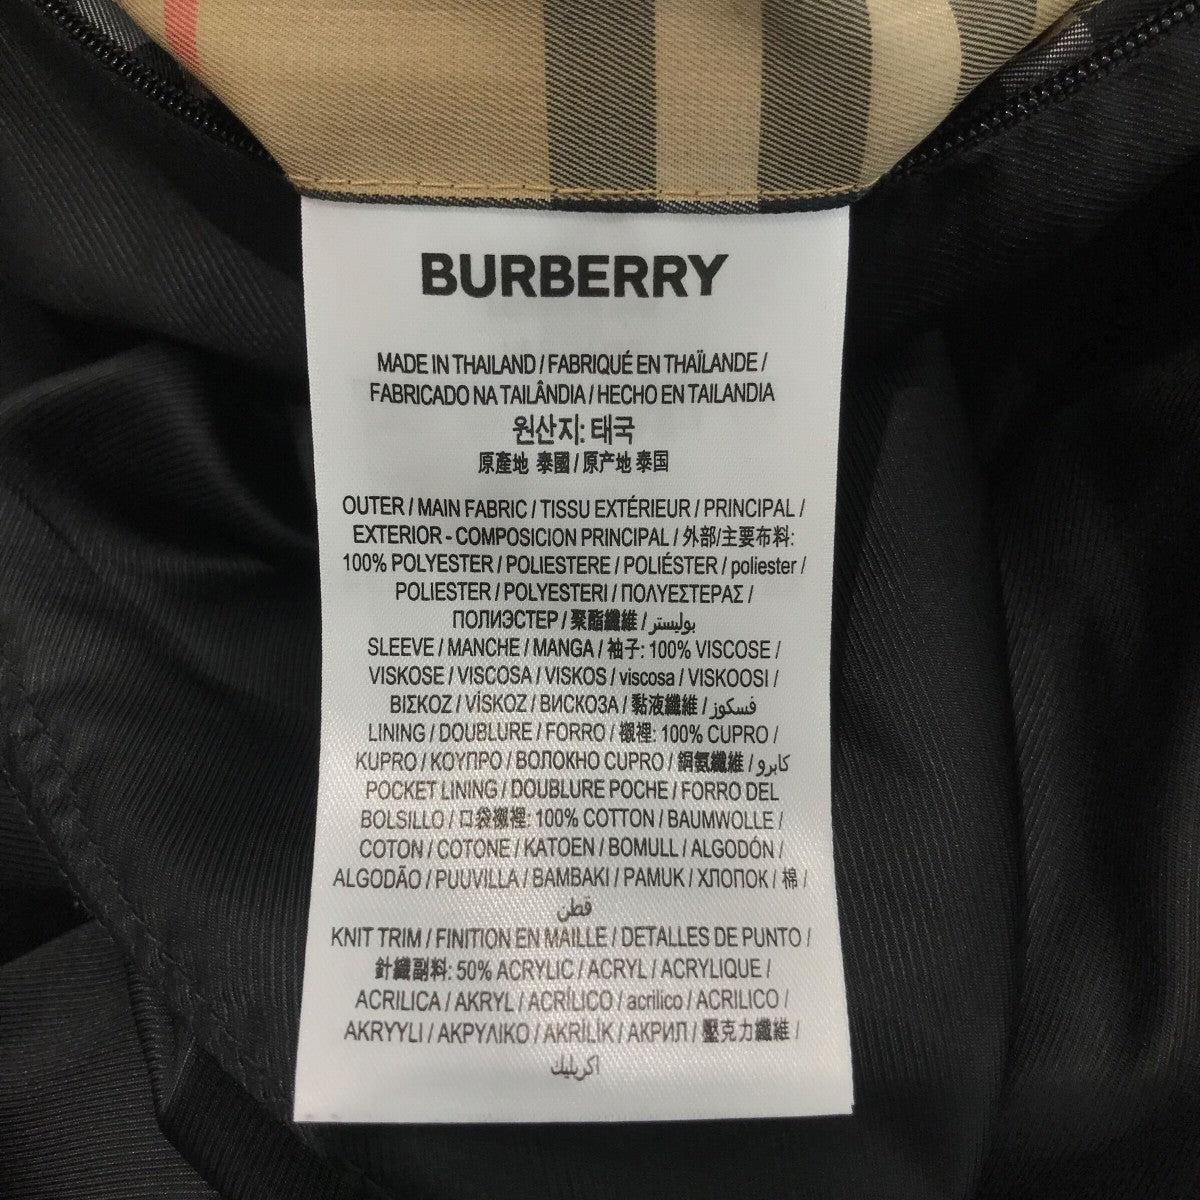 BURBERRY
MADE IN THAILAND / FABRIQUÉ EN THAÏLANDE /
FABRICADO NA TAILÂNDIA / HECHO EN TAILANDIA
원산지: 태국
原產地 泰國 / 原产地 泰国
OUTER / MAIN FABRIC / TISSU EXTÉRIEUR / PRINCIPAL /
EXTERIOR - COMPOSICION PRINCIPAL / 外部/主要布料:
100% POLYESTER / POLIESTERE / POLIÉSTER / poliester /
POLIESTER / POLYESTERI / ΠΟΛΥΕΣΤΕΡΑΣ /
ПОЛИЭСТЕР / 聚酯纖維 / بوليستر
SLEEVE / MANCHE / MANGA / 袖子: 100% VISCOSE /
VISKOSE / VISCOSA / VISKOS / viscosa / VISKOOSI /
ΒΙΣΚΟΖ / VÍSKOZ / ВИСКОЗА / 黏液纖維 / فسكوز
LINING / DOUBLURE / FORRO / 襯裡: 100% CUPRO /
KUPRO / ΚΟΥΠΡΟ / ВОЛОКНО CUPRO / 銅氨纖維 / كابرو
POCKET LINING / DOUBLURE POCHE / FORRO DEL
BOLSILLO / 口袋襯裡: 100% COTTON / BAUMWOLLE /
COTON / COTONE / KATOEN / BOMULL / ALGODÓN /
ALGODÃO / PUUVILLA / BAMBAKI / PAMUK / ХЛОПОК / 棉 /
قطن
KNIT TRIM / FINITION EN MAILLE / DETALLES DE PUNTO /
針織副料: 50% ACRYLIC / ACRYL / ACRYLIQUE /
ACRILICA / AKRYL / ACRÍLICO / acrilico / ACRILICO /
AKRYYLI / ΑΚΡΥΛΙΚΟ / AKRİLİK / АКРИЛ / 壓克力纖維 /
اكريليك